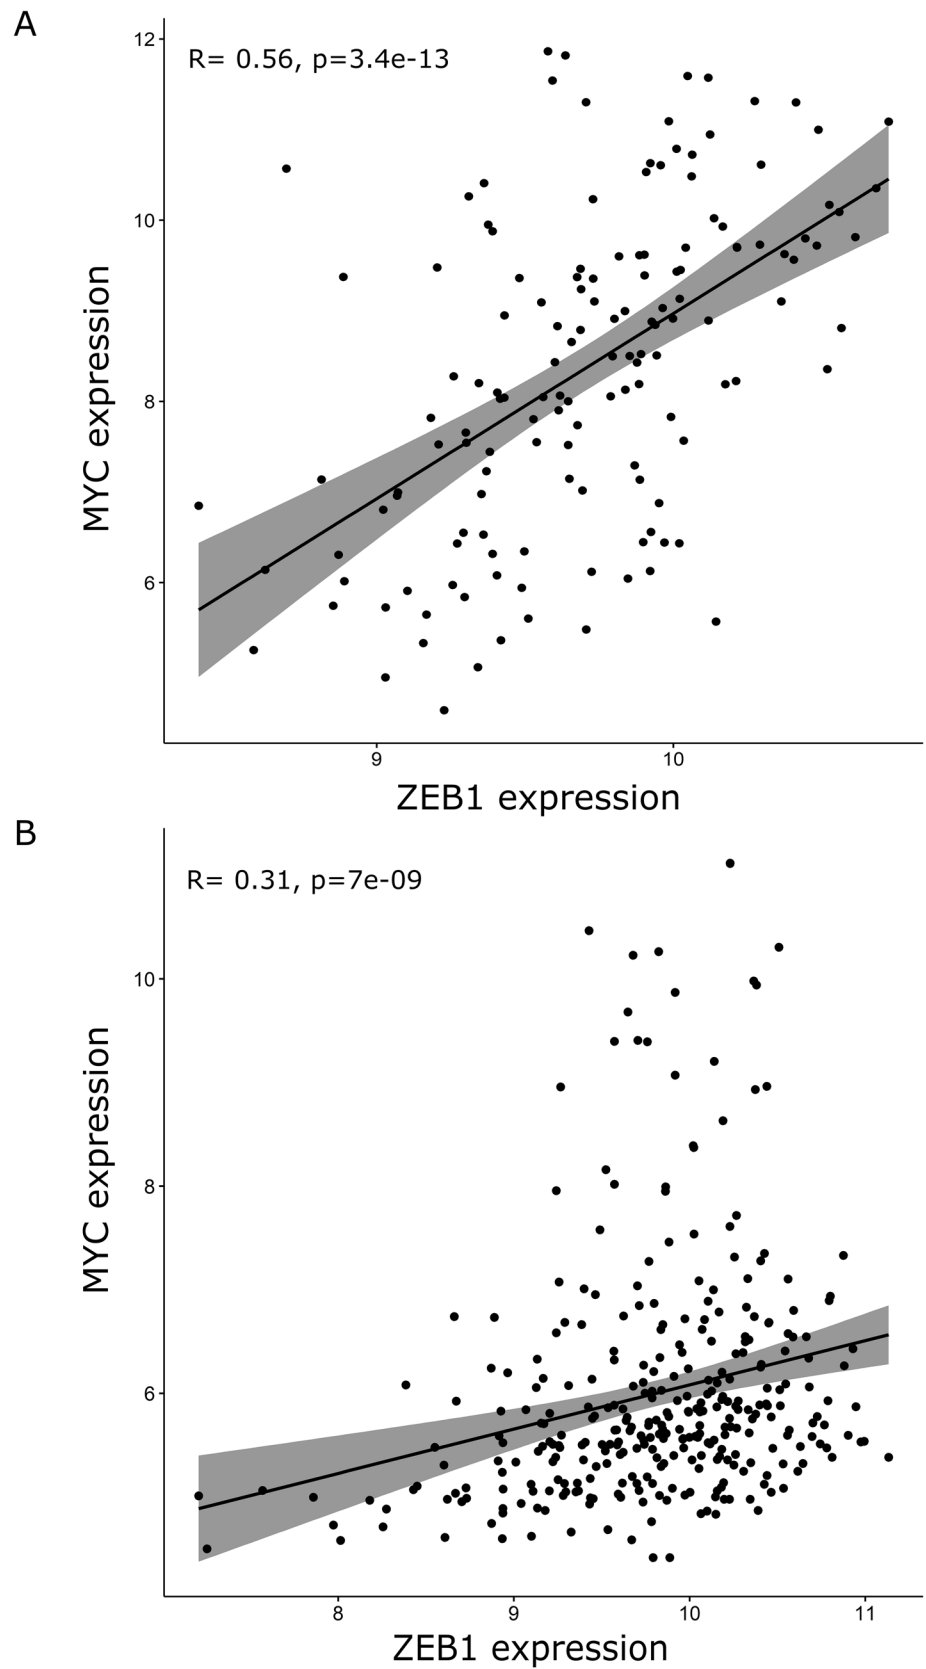 A
R= 0.56, p=3.4e-13
12
10
8
6
MYC expression
9
10
ZEB1 expression
B
R= 0.31, p=7e-09
10
8
6
MYC expression
8
9
10
11
ZEB1 expression